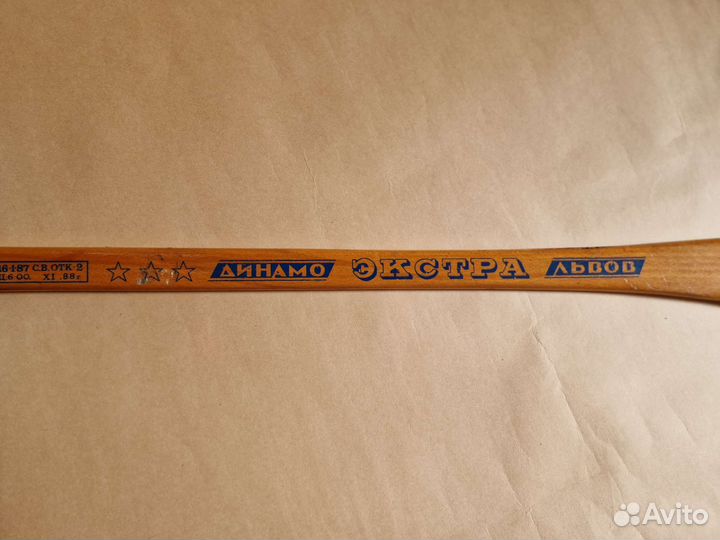 С.В. ОТК-2
XI .88г.
ДИНАМО ЭКСТРА ЛЬВОВ
Avito